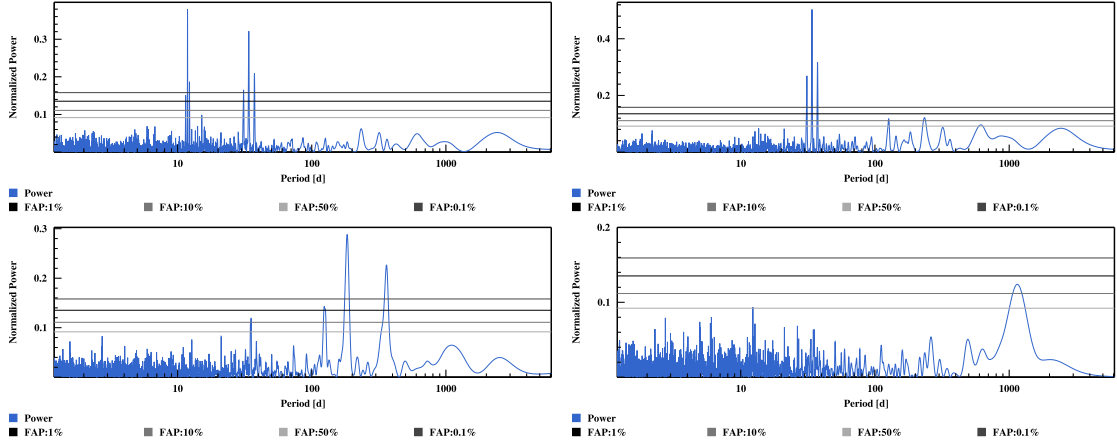 Normalized Power
0.3
0.2
0.1
10 100 1000
Period [d]
Power
FAP:1% FAP:10% FAP:50% FAP:0.1%
Normalized Power
0.4
0.2
10 100 1000
Period [d]
Power
FAP:1% FAP:10% FAP:50% FAP:0.1%
Normalized Power
0.3
0.2
0.1
10 100 1000
Period [d]
Power
FAP:1% FAP:10% FAP:50% FAP:0.1%
Normalized Power
0.2
0.1
10 100 1000
Period [d]
Power
FAP:1% FAP:10% FAP:50% FAP:0.1%